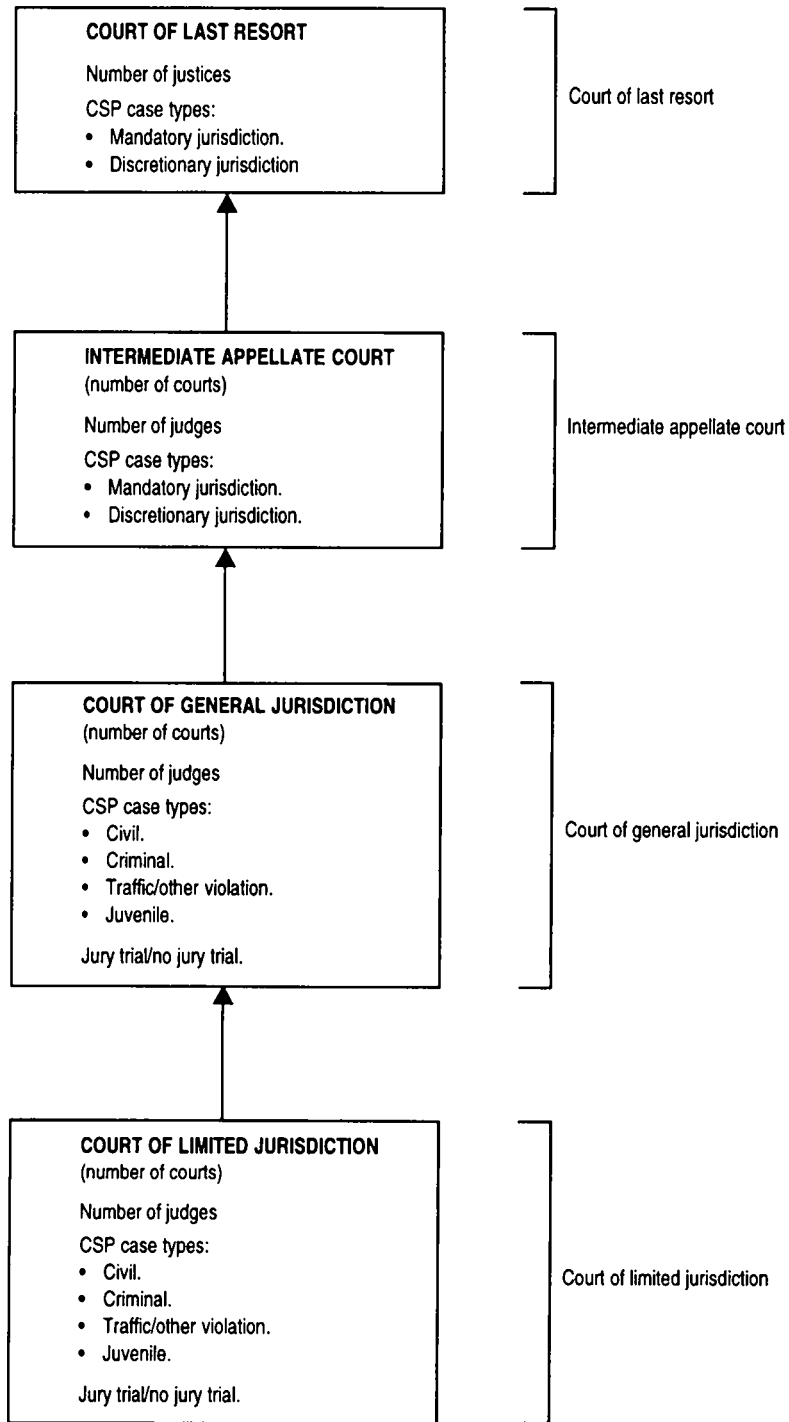 COURT OF LAST RESORT
Number of justices
CSP case types:
• Mandatory jurisdiction.
• Discretionary jurisdiction
Court of last resort
INTERMEDIATE APPELLATE COURT
(number of courts)
Number of judges
CSP case types:
• Mandatory jurisdiction.
• Discretionary jurisdiction.
Intermediate appellate court
COURT OF GENERAL JURISDICTION
(number of courts)
Number of judges
CSP case types:
• Civil.
• Criminal.
• Traffic/other violation.
• Juvenile.
Jury trial/no jury trial.
Court of general jurisdiction
COURT OF LIMITED JURISDICTION
(number of courts)
Number of judges
CSP case types:
• Civil.
• Criminal.
• Traffic/other violation.
• Juvenile.
Jury trial/no jury trial.
Court of limited jurisdiction